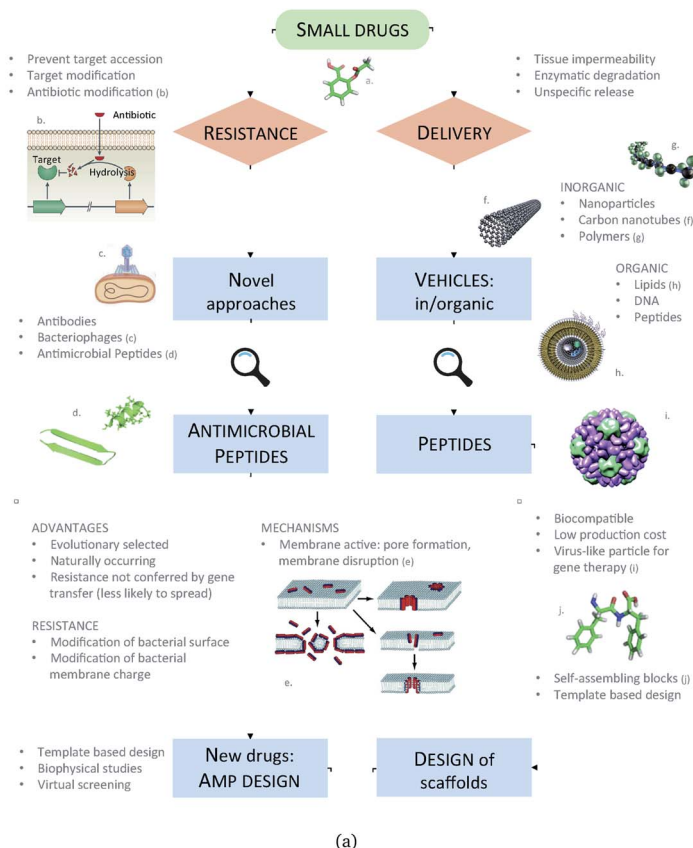 SMALL DRUGS
• Prevent target accession
• Target modification
• Antibiotic modification (b)
a.
• Tissue impermeability
• Enzymatic degradation
• Unspecific release
b.
Antibiotic
Target
Hydrolysis
RESISTANCE
DELIVERY
g.
f.
INORGANIC
• Nanoparticles
• Carbon nanotubes (f)
• Polymers (g)
c.
Novel
approaches
VEHICLES:
in/organic
ORGANIC
• Lipids (h)
• DNA
• Peptides
• Antibodies
• Bacteriophages (c)
• Antimicrobial Peptides (d)
h.
d.
ANTIMICROBIAL
PEPTIDES
PEPTIDES
i.
ADVANTAGES
• Evolutionary selected
• Naturally occurring
• Resistance not conferred by gene
transfer (less likely to spread)
RESISTANCE
• Modification of bacterial surface
• Modification of bacterial
membrane charge
MECHANISMS
• Membrane active: pore formation,
membrane disruption (e)
e.
• Biocompatible
• Low production cost
• Virus-like particle for
gene therapy (i)
j.
• Self-assembling blocks (j)
• Template based design
• Template based design
• Biophysical studies
• Virtual screening
New drugs:
AMP DESIGN
DESIGN of
scaffolds
(a)